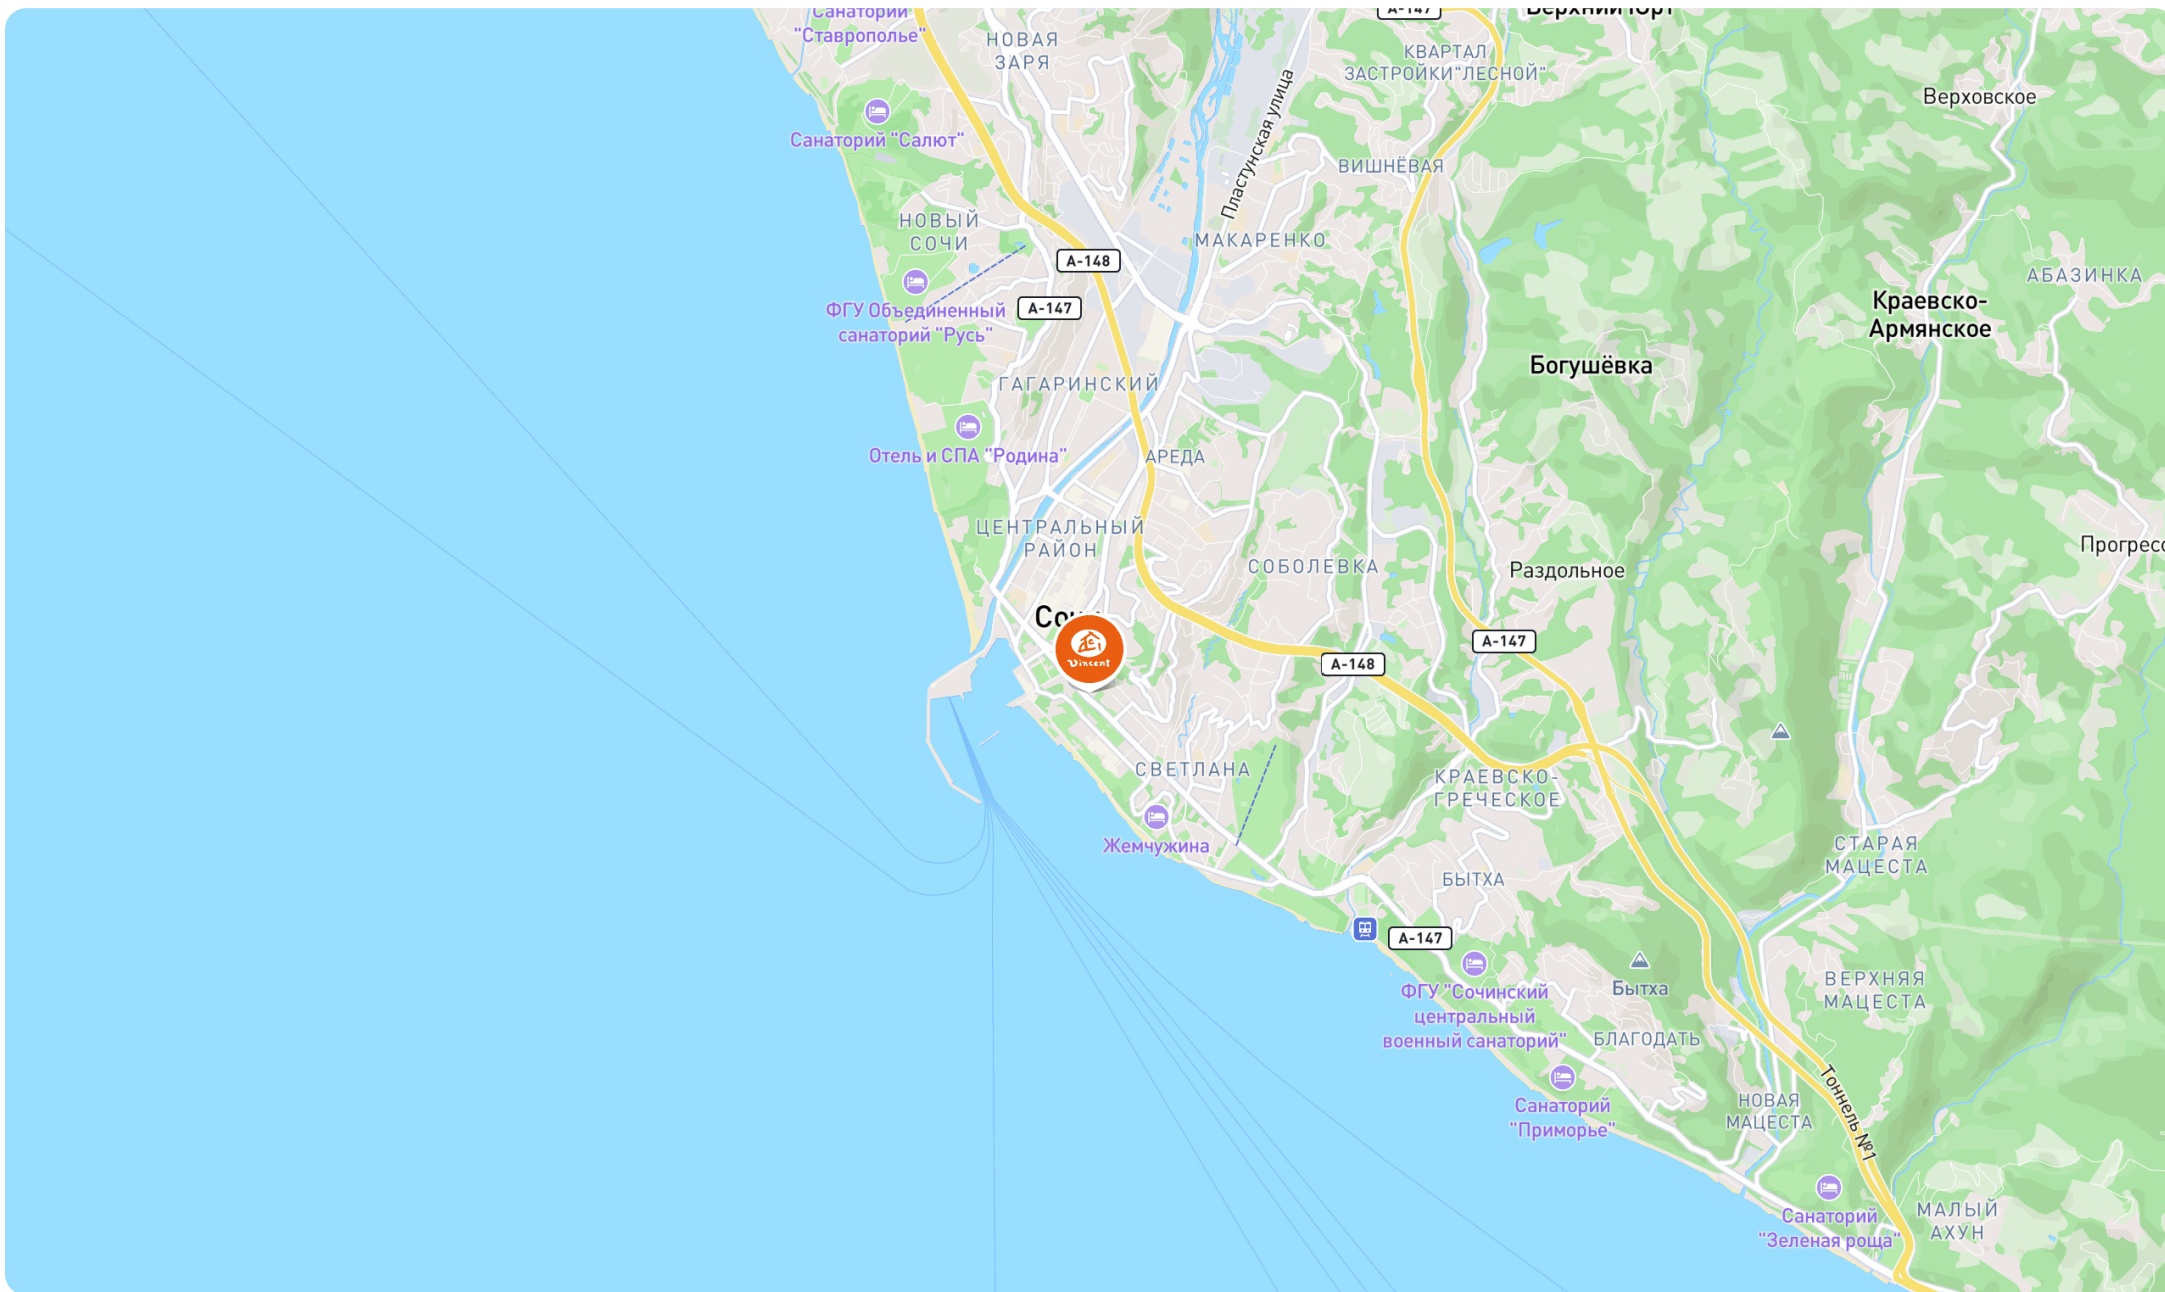 Санаторий
"Ставрополье"
НОВАЯ
ЗАРЯ
А-147
Верхний Юрт
КВАРТАЛ
ЗАСТРОЙКИ"ЛЕСНОЙ"
Верховское
Санаторий "Салют"
Пластунская улица
ВИШНЁВАЯ
НОВЫЙ
СОЧИ
МАКАРЕНКО
А-148
АБАЗИНКА
А-147
ФГУ Объединенный
санаторий "Русь"
Краевско-
Армянское
Богушёвка
ГАГАРИНСКИЙ
Отель и СПА "Родина"
АРЕДА
ЦЕНТРАЛЬНЫЙ
РАЙОН
Прогресс
СОБОЛЕВКА
Раздольное
Сочи
Vincent
А-147
А-148
СВЕТЛАНА
КРАЕВСКО-
ГРЕЧЕСКОЕ
Жемчужина
СТАРАЯ
МАЦЕСТА
БЫТХА
А-147
ФГУ "Сочинский
центральный
военный санаторий"
Бытха
ВЕРХНЯЯ
МАЦЕСТА
БЛАГОДАТЬ
Санаторий
"Приморье"
НОВАЯ
МАЦЕСТА
Тоннель №1
Санаторий
"Зеленая роща"
МАЛЫЙ
АХУН